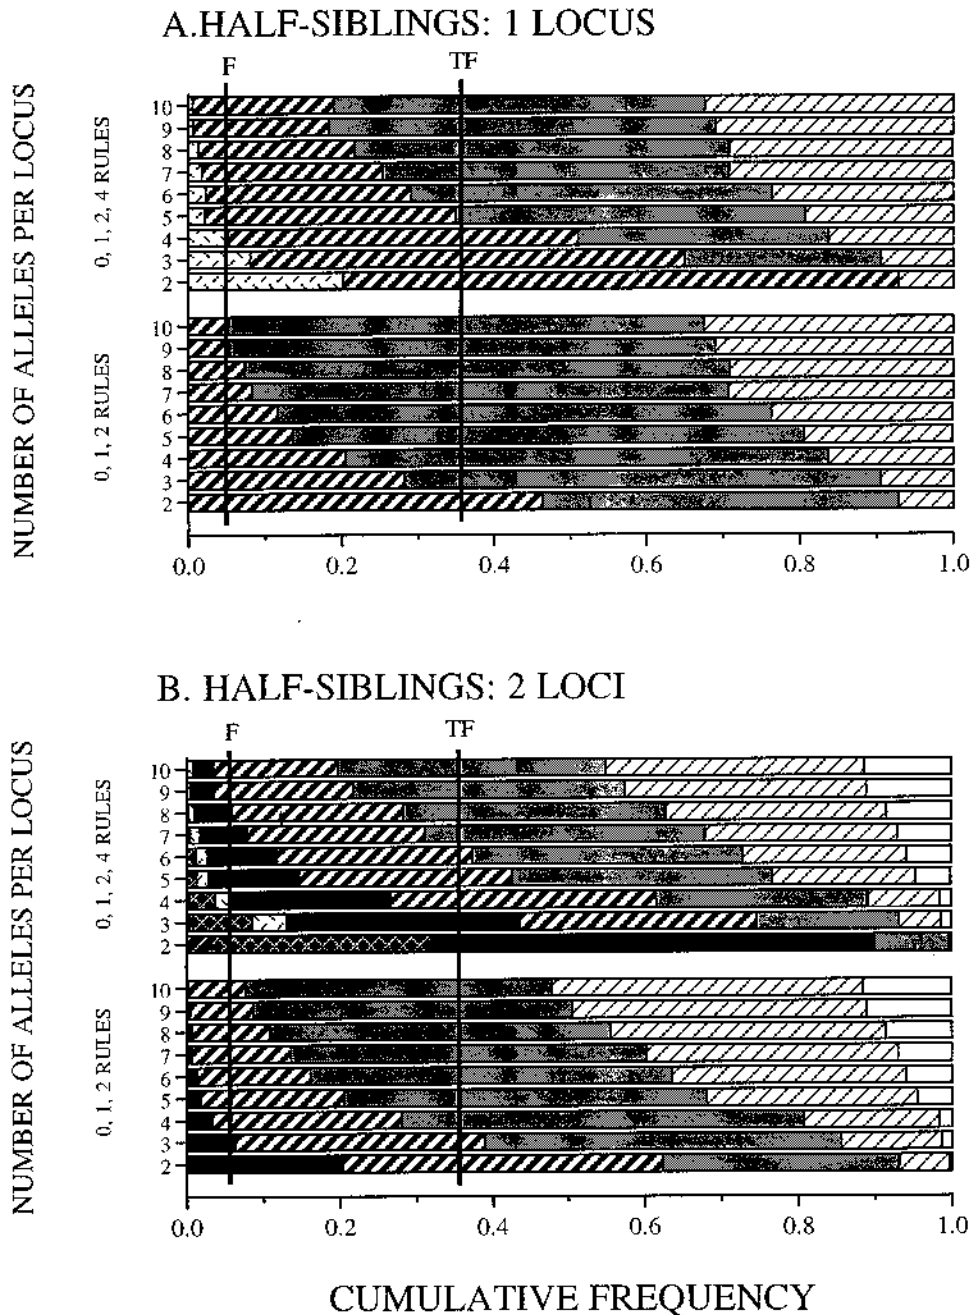 A.HALF-SIBLINGS: 1 LOCUS
F TF
NUMBER OF ALLELES PER LOCUS
0, 1, 2, 4 RULES
10
9
8
7
6
5
4
3
2
0, 1, 2 RULES
10
9
8
7
6
5
4
3
2
0.0 0.2 0.4 0.6 0.8 1.0
B. HALF-SIBLINGS: 2 LOCI
F TF
NUMBER OF ALLELES PER LOCUS
0, 1, 2, 4 RULES
10
9
8
7
6
5
4
3
2
0, 1, 2 RULES
10
9
8
7
6
5
4
3
2
0.0 0.2 0.4 0.6 0.8 1.0
CUMULATIVE FREQUENCY